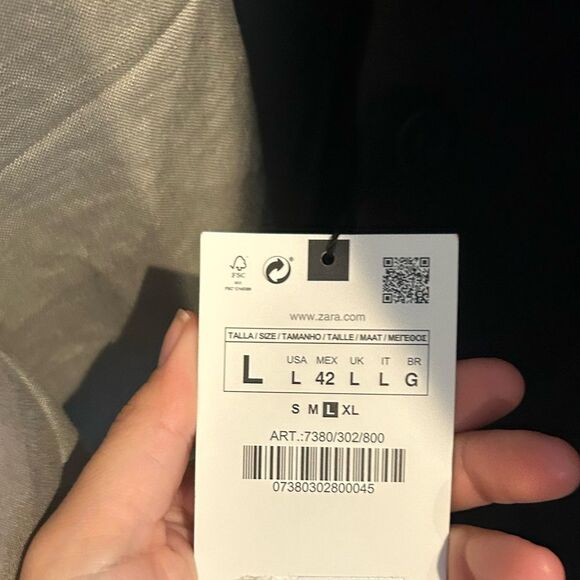 FSC
www.zara.com
TALLA / SIZE / TAMANHO / TAILLE / MAAT / ΜΕΓΕΘΟΣ
USA MEX UK IT BR
L L 42 L L G
S M L XL
ART.:7380/302/800
07380302800045